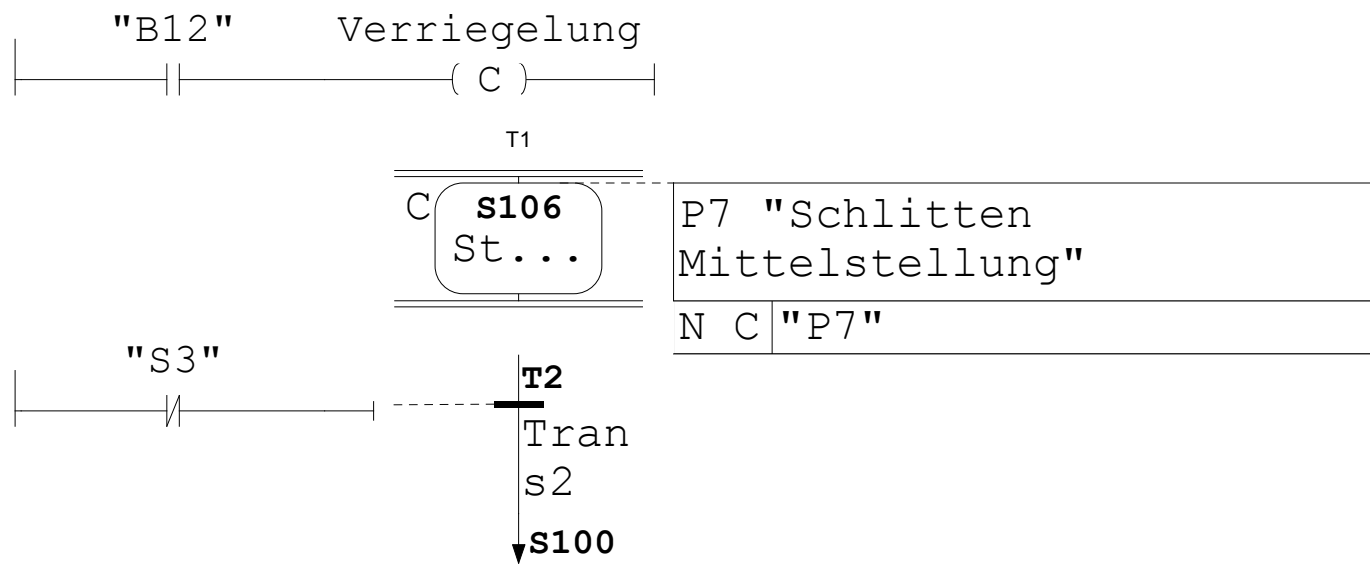 "B12" Verriegelung
( C )
T1
C S106
St...
P7 "Schlitten
Mittelstellung"
N C "P7"
"S3"
T2
Tran
s2
S100